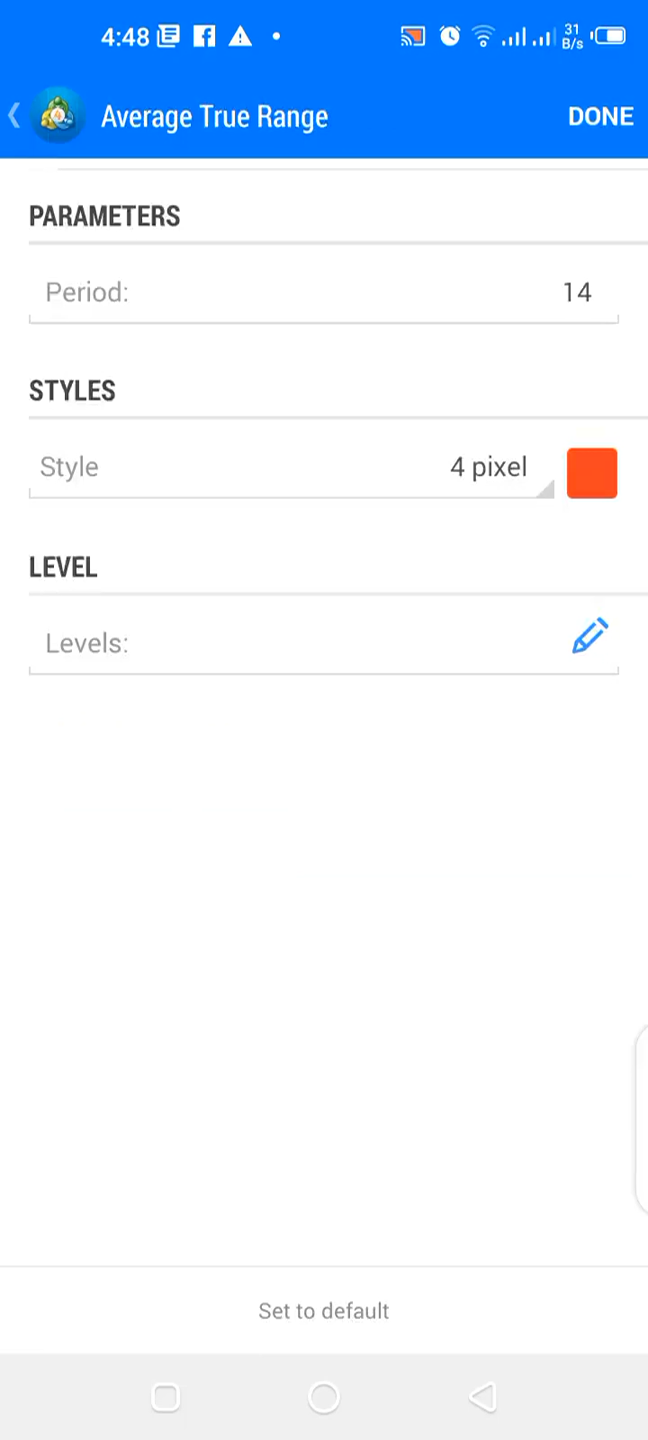 4:48
31
B/s
Average True Range
DONE
PARAMETERS
Period:
14
STYLES
Style
4 pixel
LEVEL
Levels:
Set to default